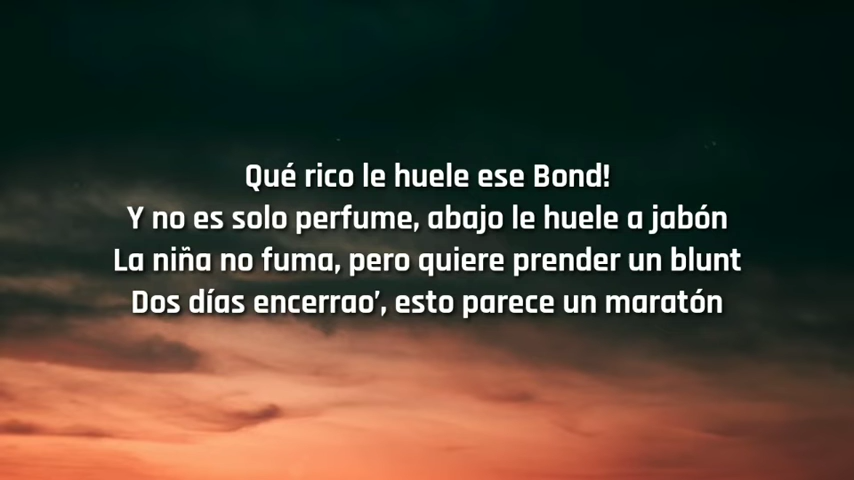 Qué rico le huele ese Bond!
Y no es solo perfume, abajo le huele a jabón
La niña no fuma, pero quiere prender un blunt
Dos días encerrao’, esto parece un maratón